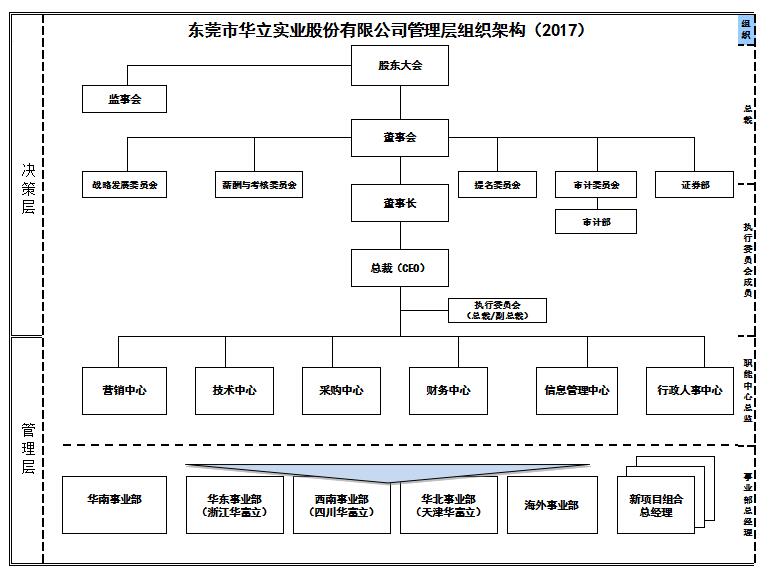 东莞市华立实业股份有限公司管理层组织架构（2017）
组织
股东大会
监事会
总裁
董事会
决策层
战略发展委员会
薪酬与考核委员会
提名委员会
审计委员会
证券部
董事长
审计部
执行委员会成员
总裁（CEO）
执行委员会
（总裁/副总裁）
营销中心
技术中心
采购中心
财务中心
信息管理中心
行政人事中心
职能中心总监
管理层
华南事业部
华东事业部
（浙江华富立）
西南事业部
（四川华富立）
华北事业部
（天津华富立）
海外事业部
新项目组合
总经理
事业部总经理